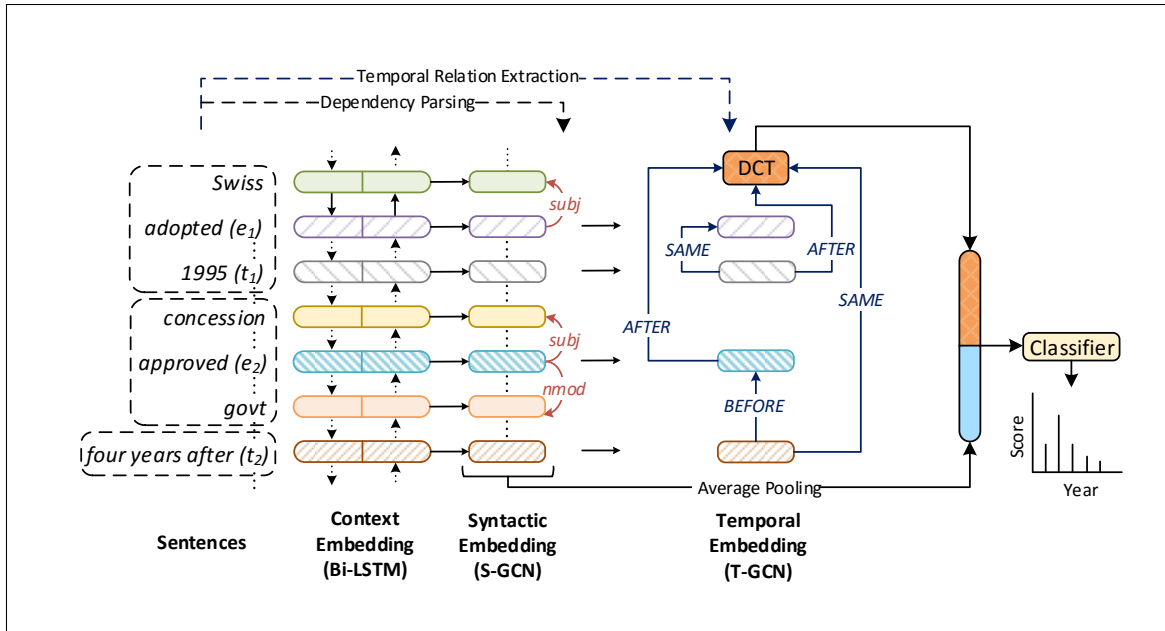 Temporal Relation Extraction
Dependency Parsing
DCT
Swiss
subj
adopted (e1)
SAME
AFTER
1995 (t1)
SAME
concession
AFTER
subj
Classifier
approved (e2)
nmod
BEFORE
govt
Score
four years after (t2)
Average Pooling
Year
Sentences
Context
Embedding
(Bi-LSTM)
Syntactic
Embedding
(S-GCN)
Temporal
Embedding
(T-GCN)